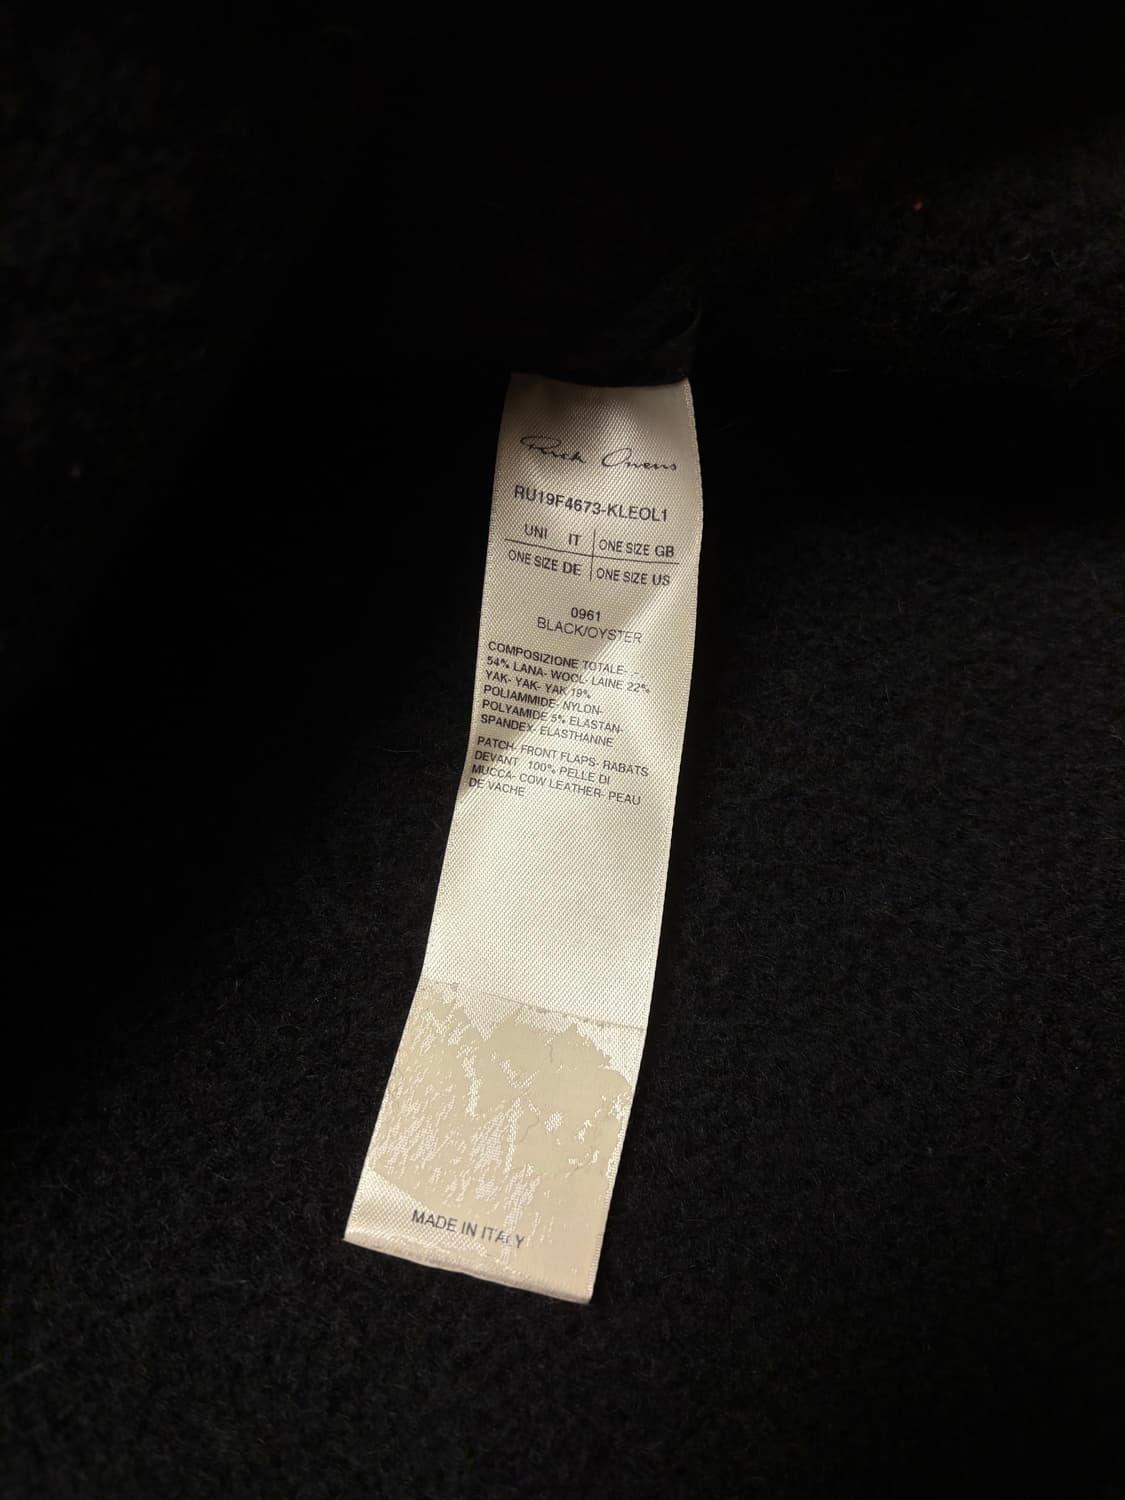 Rick Owens
RU19F4673-KLEOL1
UNI IT ONE SIZE GB
ONE SIZE DE ONE SIZE US
0961
BLACK/OYSTER
COMPOSIZIONE TOTALE-
54% LANA- WOOL- LAINE 22%
YAK- YAK- YAK 19%
POLIAMMIDE- NYLON-
POLYAMIDE 5% ELASTAN-
SPANDEX- ELASTHANNE
PATCH- FRONT FLAPS- RABATS
DEVANT 100% PELLE DI
MUCCA- COW LEATHER- PEAU
DE VACHE
MADE IN ITALY